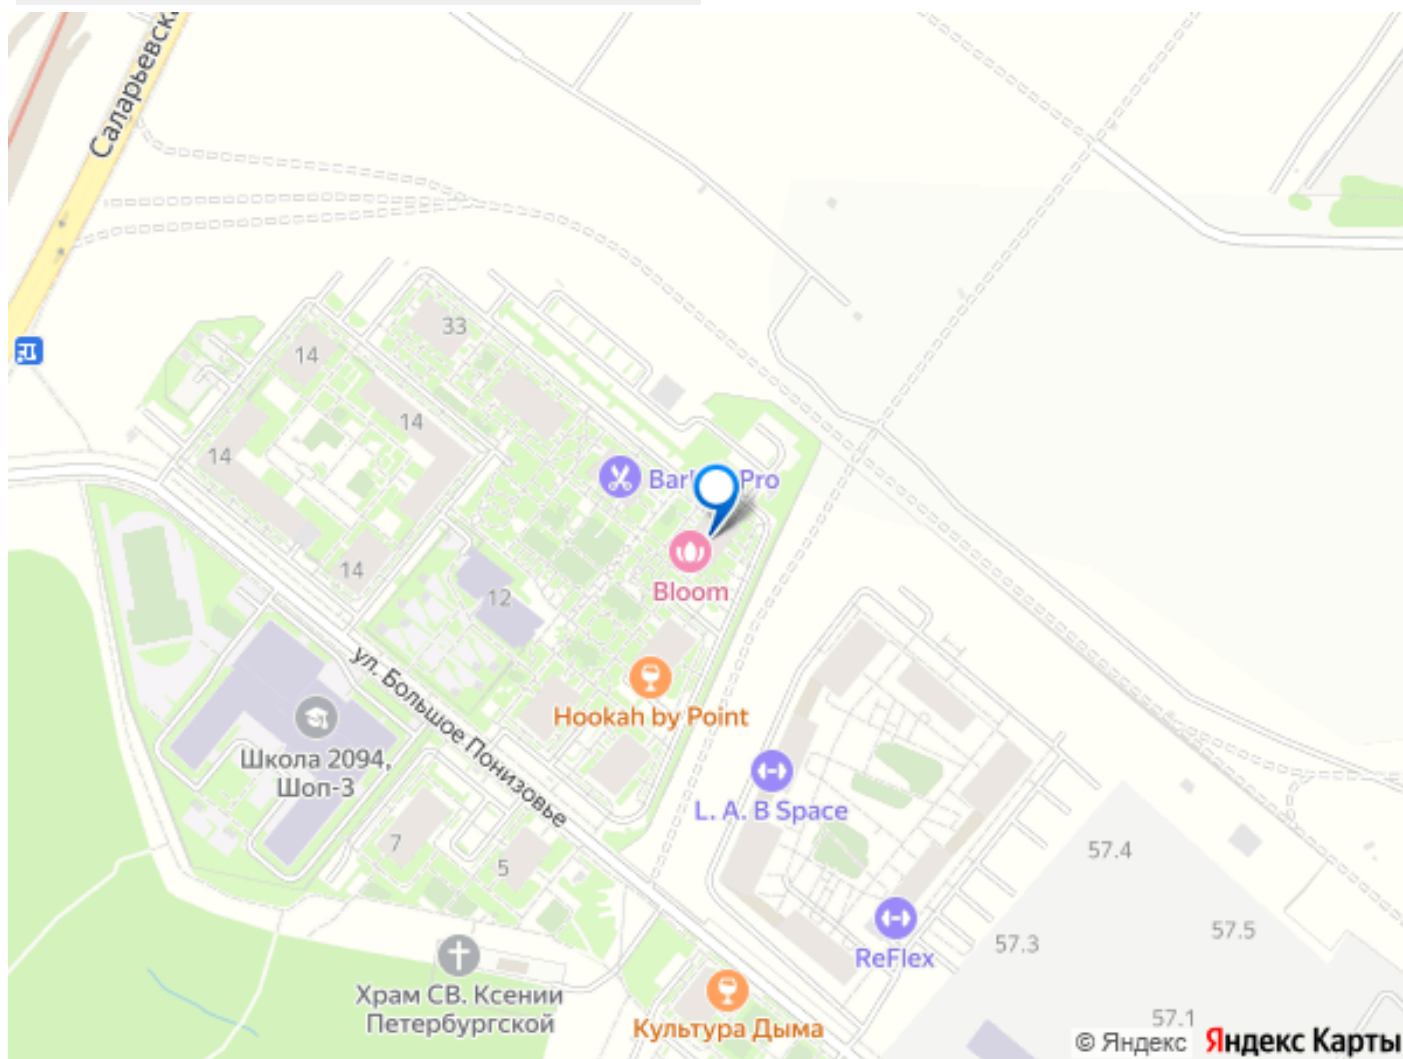 Саларьевска
33
14
14
14
14
Bar Pro
Bloom
12
ул. Большое Понизовье
Hookah by Point
Школа 2094,
Шоп-3
L. A. B Space
7
5
57.4
57.5
57.3
ReFlex
Храм СВ. Ксении
Петербургской
Культура Дыма
57.1
© Яндекс Яндекс Карты